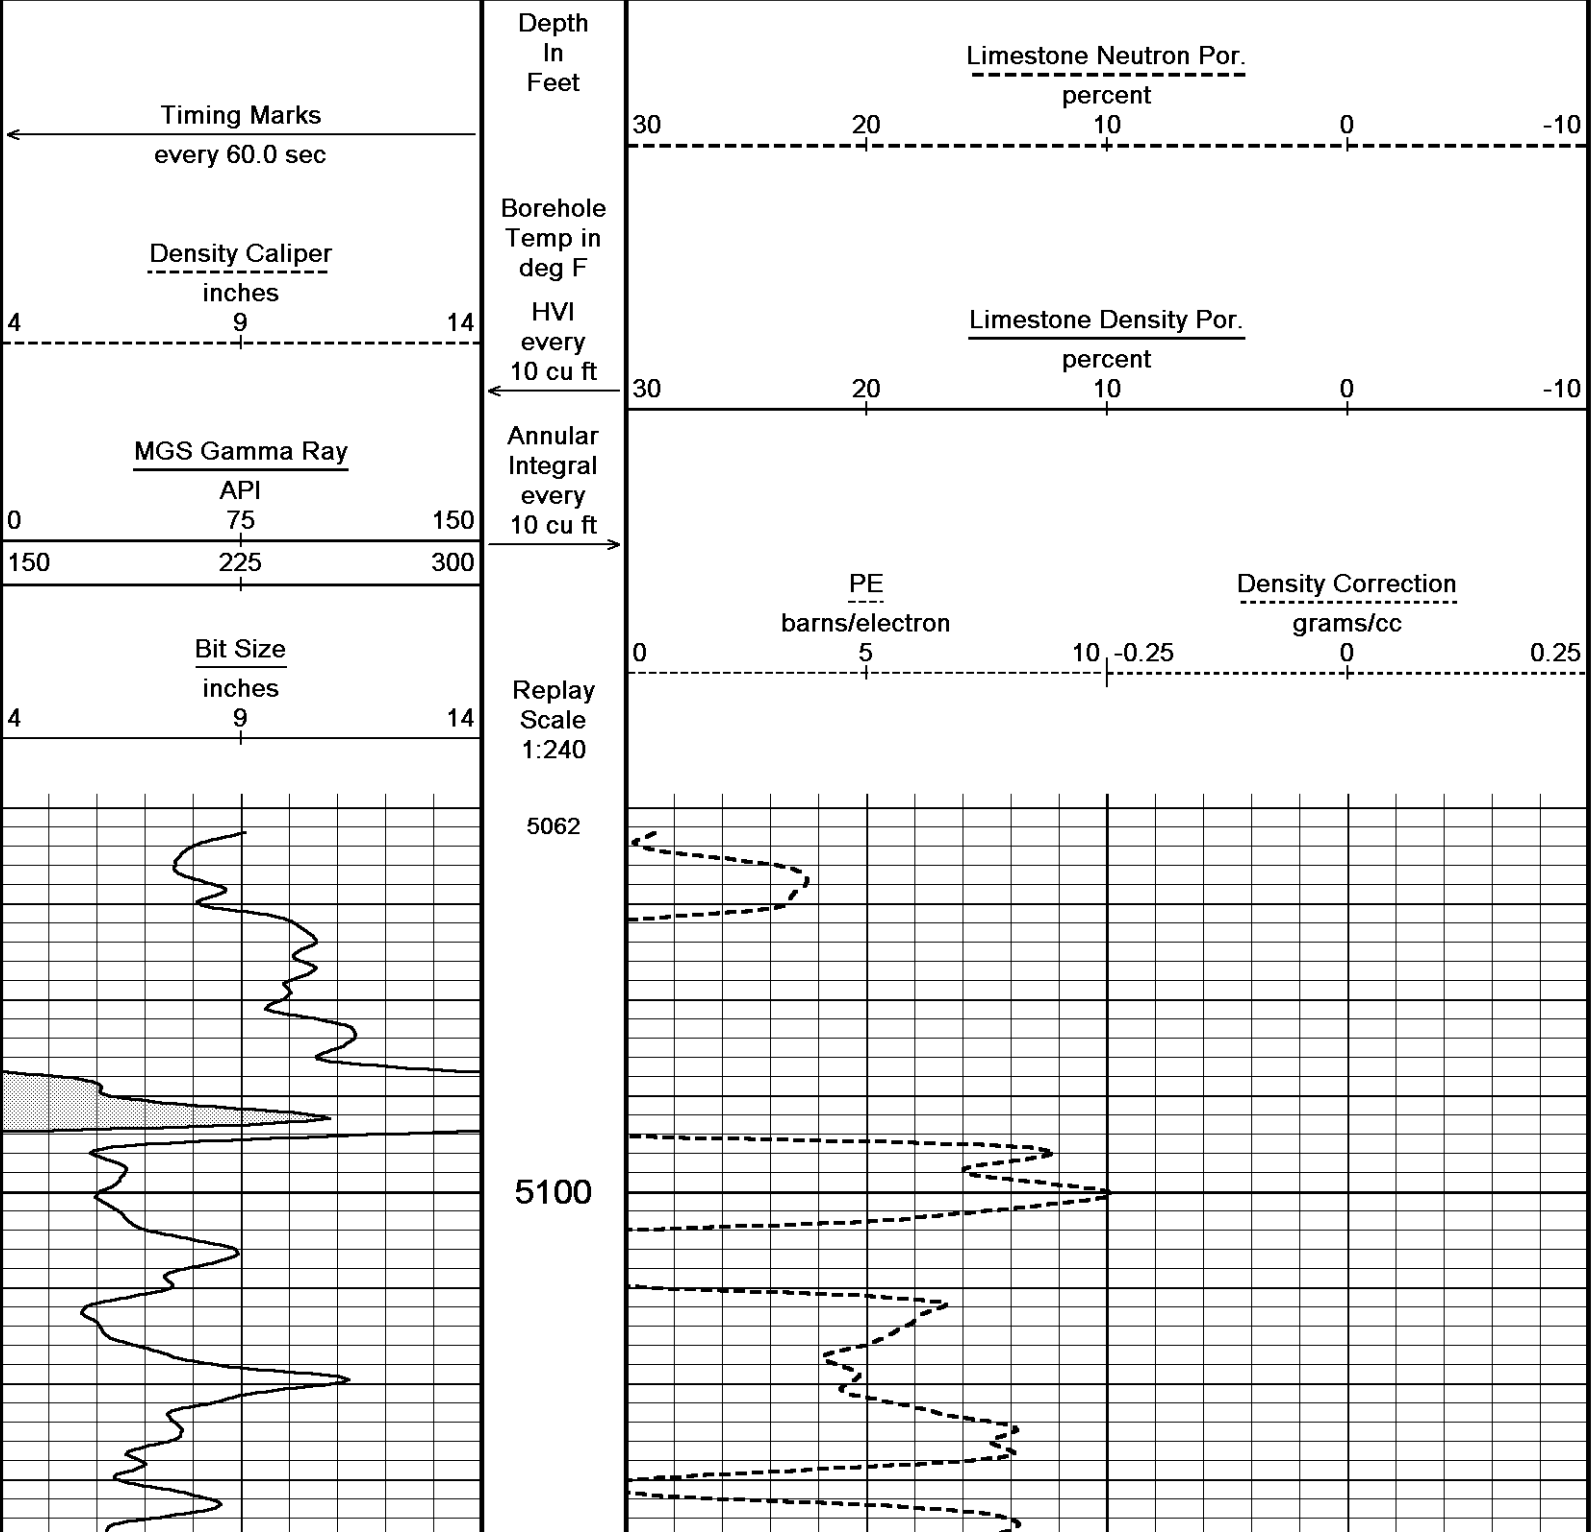 Timing Marks
every 60.0 sec
Density Caliper
inches
4 9 14
MGS Gamma Ray
API
0 75 150
150 225 300
Bit Size
inches
4 9 14
Depth
In
Feet
Borehole
Temp in
deg F
HVI
every
10 cu ft
Annular
Integral
every
10 cu ft
Replay
Scale
1:240
5062
5100
Limestone Neutron Por.
percent
30 20 10 0 -10
Limestone Density Por.
percent
30 20 10 0 -10
PE
barns/electron
0 5 10
Density Correction
grams/cc
-0.25 0 0.25